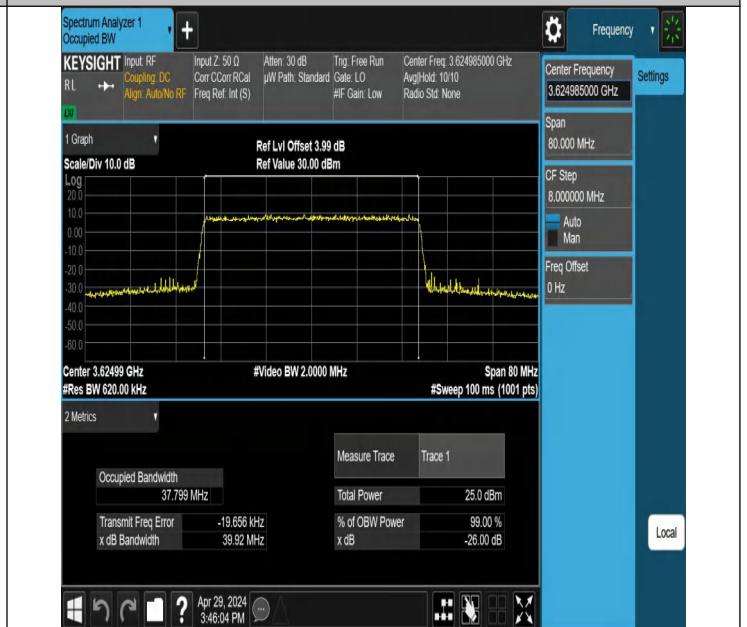 Spectrum Analyzer 1
Occupied BW
Frequency
KEYSIGHT
RL
LXI
Input: RF
Coupling: DC
Align: Auto/No RF
Input Z: 50 Ω
Corr CCorr RCal
Freq Ref: Int (S)
Atten: 30 dB
µW Path: Standard
Trig: Free Run
Gate: LO
#IF Gain: Low
Center Freq: 3.624985000 GHz
Avg|Hold: 10/10
Radio Std: None
Center Frequency
3.624985000 GHz
Settings
Span
80.000 MHz
CF Step
8.000000 MHz
Auto
Man
Freq Offset
0 Hz
1 Graph
Scale/Div 10.0 dB
Ref Lvl Offset 3.99 dB
Ref Value 30.00 dBm
Log
20.0
10.0
0.00
-10.0
-20.0
-30.0
-40.0
-50.0
-60.0
Center 3.62499 GHz
#Video BW 2.0000 MHz
Span 80 MHz
#Res BW 620.00 kHz
#Sweep 100 ms (1001 pts)
2 Metrics
Measure Trace Trace 1
Occupied Bandwidth
37.799 MHz
Total Power 25.0 dBm
Transmit Freq Error -19.656 kHz
% of OBW Power 99.00 %
x dB Bandwidth 39.92 MHz
x dB -26.00 dB
Local
?
Apr 29, 2024
3:46:04 PM